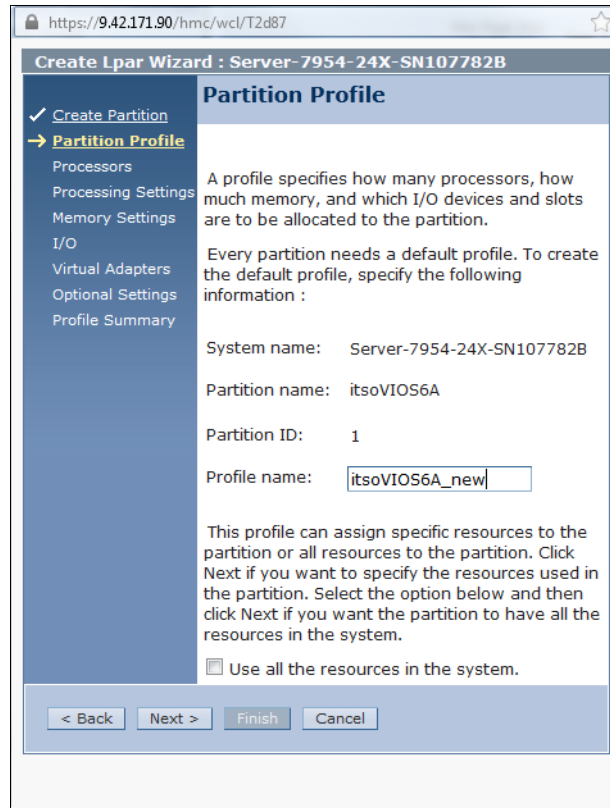 https://9.42.171.90/hmc/wcl/T2d87
Create Lpar Wizard : Server-7954-24X-SN107782B
Create Partition
Partition Profile
Processors
Processing Settings
Memory Settings
I/O
Virtual Adapters
Optional Settings
Profile Summary
Partition Profile
A profile specifies how many processors, how
much memory, and which I/O devices and slots
are to be allocated to the partition.
Every partition needs a default profile. To create
the default profile, specify the following
information :
System name: Server-7954-24X-SN107782B
Partition name: itsoVIOS6A
Partition ID: 1
Profile name: itsoVIOS6A_new
This profile can assign specific resources to the
partition or all resources to the partition. Click
Next if you want to specify the resources used in
the partition. Select the option below and then
click Next if you want the partition to have all the
resources in the system.
Use all the resources in the system.
< Back Next > Finish Cancel